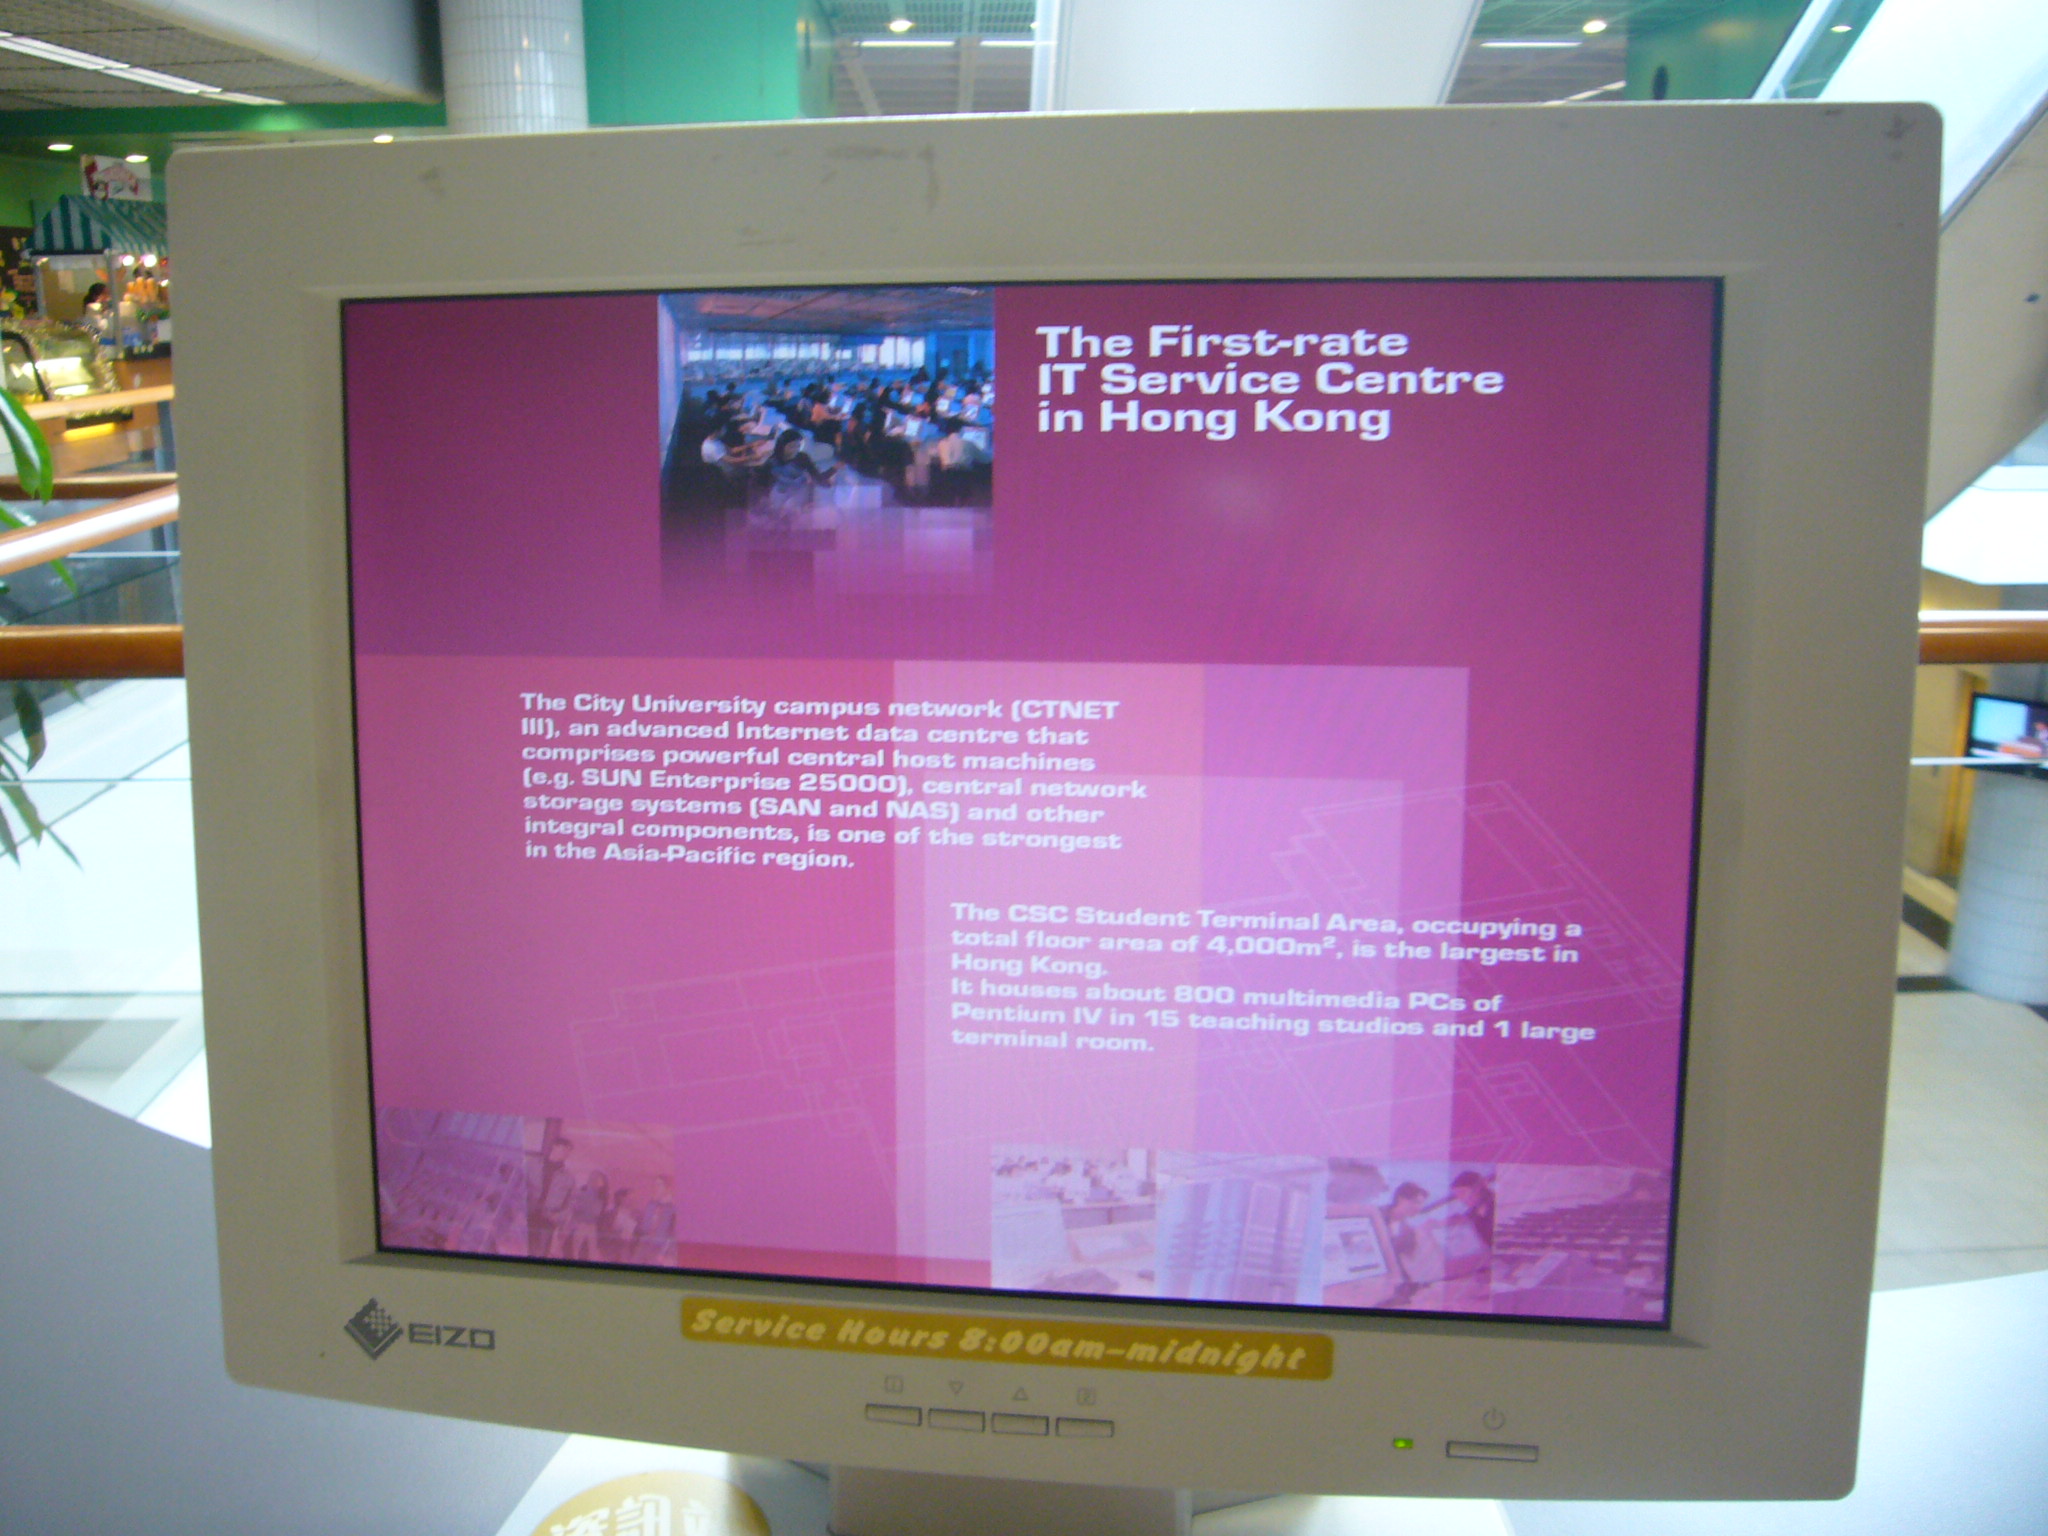 The First-rate
IT Service Centre
in Hong Kong
The City University campus network (CTNET
III), an advanced Internet data centre that
comprises powerful central host machines
(e.g. SUN Enterprise 25000), central network
storage systems (SAN and NAS) and other
integral components, is one of the strongest
in the Asia-Pacific region.
The CSC Student Terminal Area, occupying a
total floor area of 4,000m², is the largest in
Hong Kong.
It houses about 800 multimedia PCs of
Pentium IV in 15 teaching studios and 1 large
terminal room.
EIZO
Service Hours 8:00am–midnight
1
2